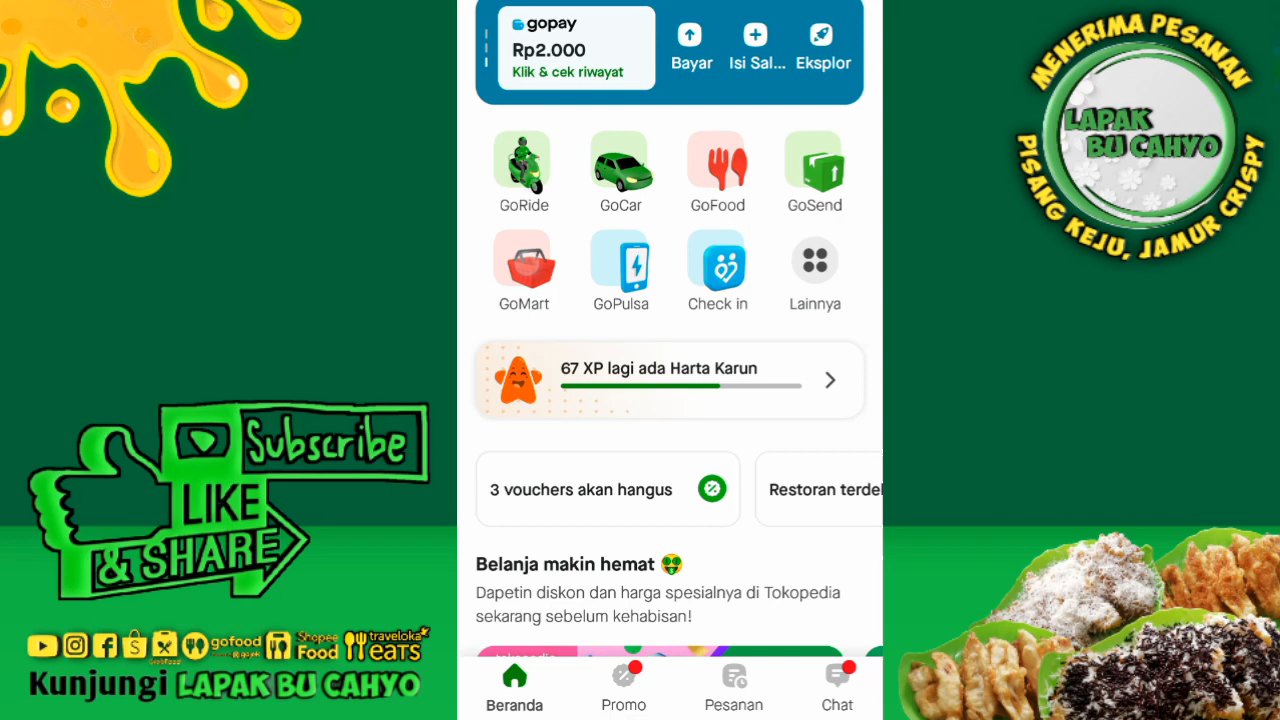 gopay
Rp2.000
Klik & cek riwayat
Bayar
Isi Sal...
Eksplor
GoRide
GoCar
GoFood
GoSend
GoMart
GoPulsa
Check in
Lainnya
67 XP lagi ada Harta Karun
3 vouchers akan hangus
Restoran terde
Belanja makin hemat
Dapetin diskon dan harga spesialnya di Tokopedia
sekarang sebelum kehabisan!
tokopedia
Beranda
Promo
Pesanan
Chat
MENERIMA PESANAN
LAPAK
BU CAHYO
PISANG KEJU, JAMUR CRISPY
Subscribe
LIKE
& SHARE
GrabFood
gofood
Shopee
Food
traveloka
EATS
Kunjungi LAPAK BU CAHYO